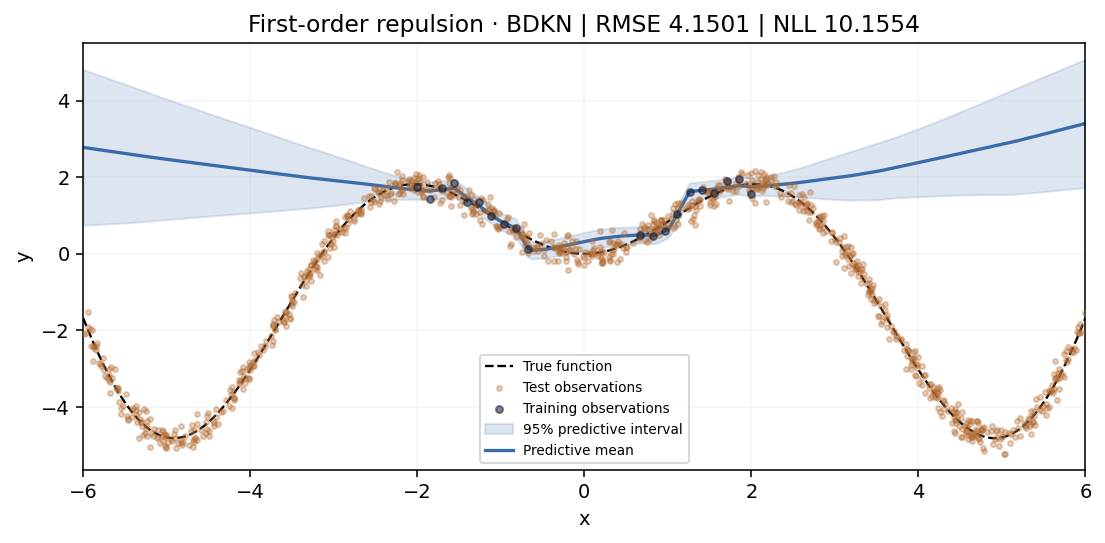 First-order repulsion · BDKN | RMSE 4.1501 | NLL 10.1554
y
4
2
0
−2
−4
True function
Test observations
Training observations
95% predictive interval
Predictive mean
−6 −4 −2 0 2 4 6
x